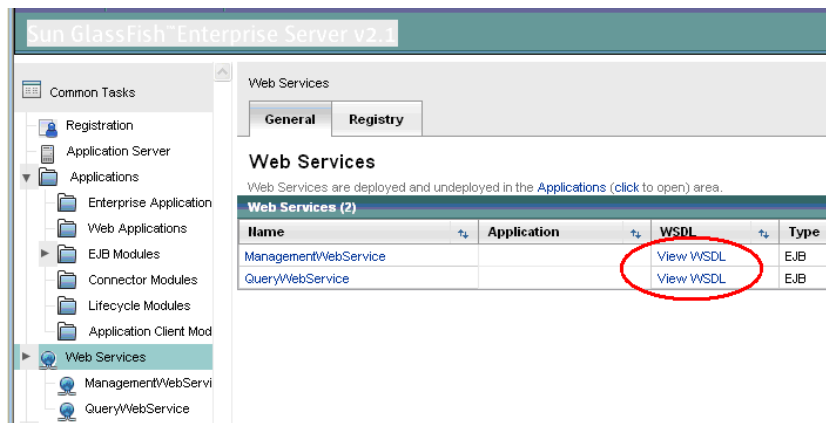 Sun GlassFish™ Enterprise Server v2.1
Common Tasks
Registration
Application Server
Applications
Enterprise Application
Web Applications
EJB Modules
Connector Modules
Lifecycle Modules
Application Client Mod
Web Services
ManagementWebServi
QueryWebService
Web Services
General Registry
Web Services
Web Services are deployed and undeployed in the Applications (click to open) area.
Web Services (2)
Name Application WSDL Type
ManagementWebService View WSDL EJB
QueryWebService View WSDL EJB